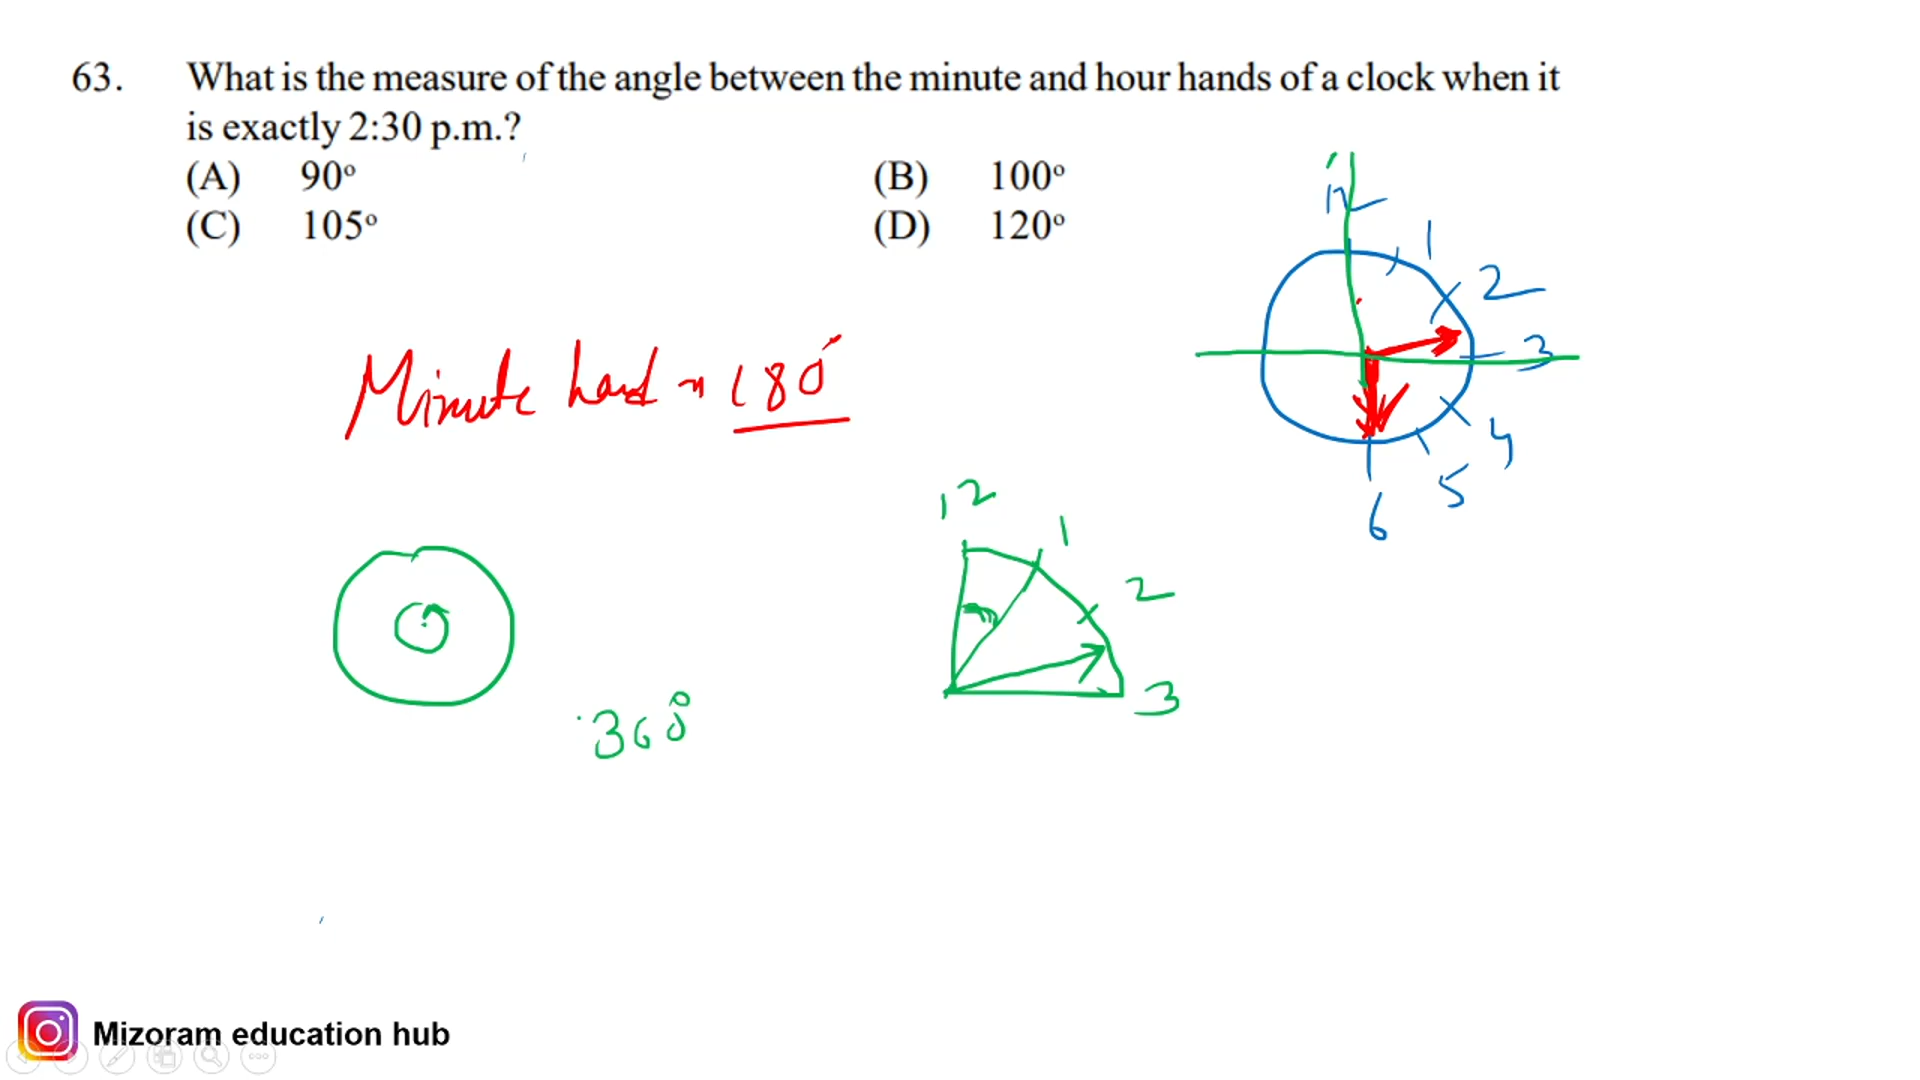 63. What is the measure of the angle between the minute and hour hands of a clock when it
is exactly 2:30 p.m.?
(A) 90° (B) 100°
(C) 105° (D) 120°
12
1
2
3
4
5
6
Minute hand = 180°
12
1
2
3
360°
Mizoram education hub